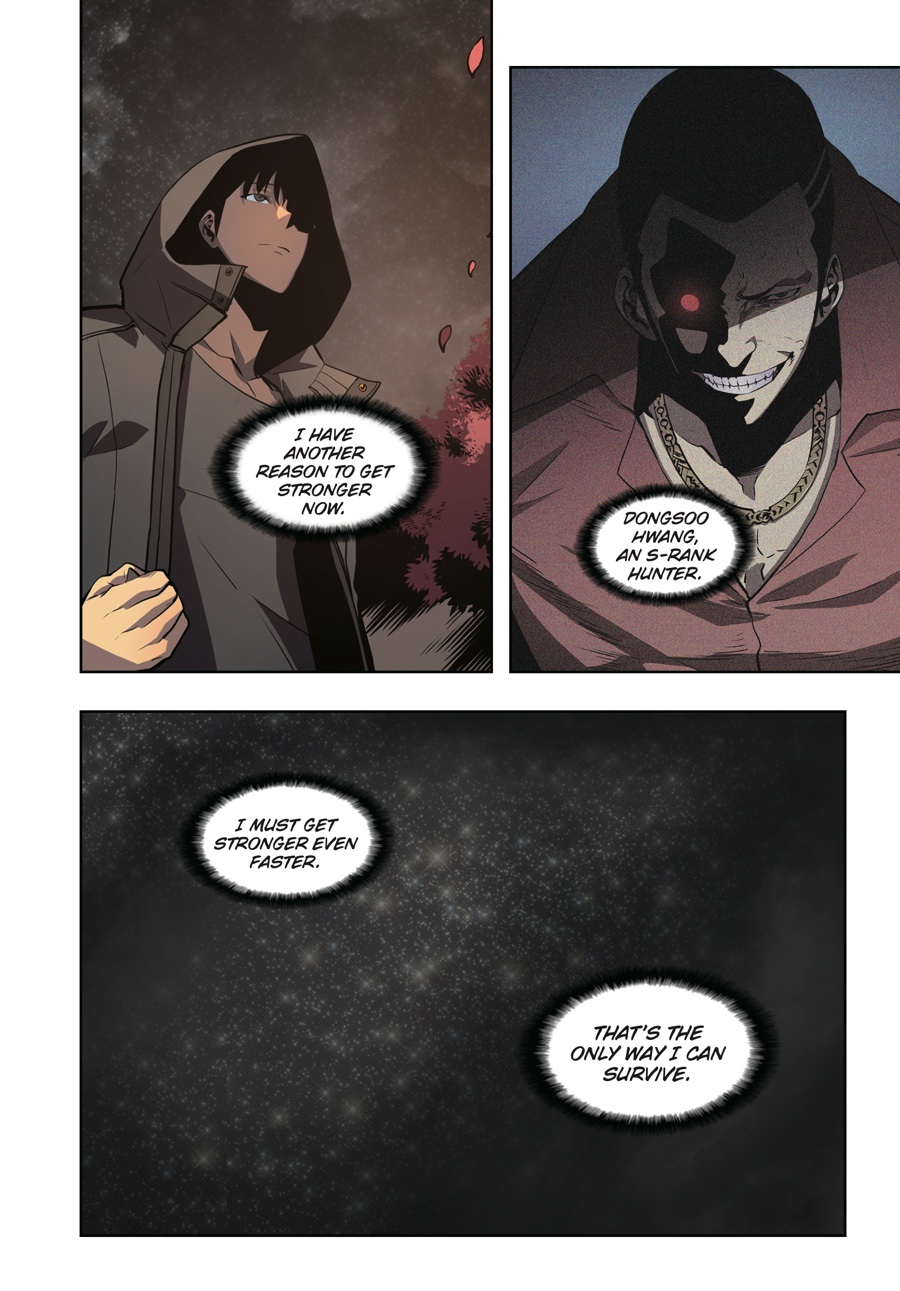 I HAVE
ANOTHER
REASON TO GET
STRONGER
NOW.
DONGSOO
HWANG,
AN S-RANK
HUNTER.
I MUST GET
STRONGER EVEN
FASTER.
THAT'S THE
ONLY WAY I CAN
SURVIVE.